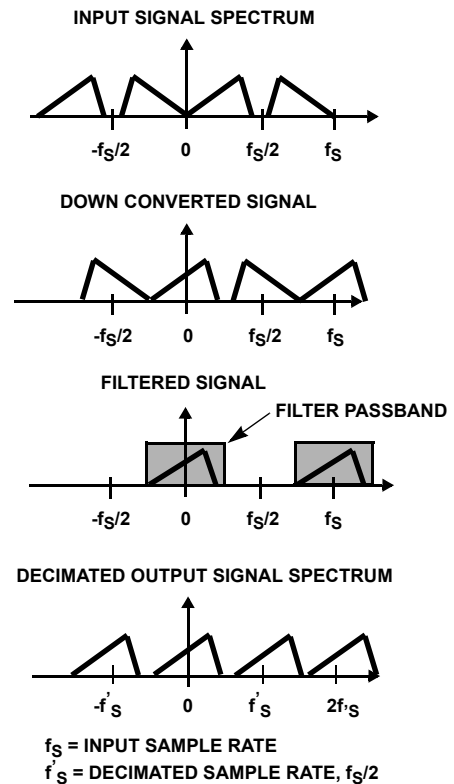 INPUT SIGNAL SPECTRUM
-fS/2 0 fS/2 fS
DOWN CONVERTED SIGNAL
-fS/2 0 fS/2 fS
FILTERED SIGNAL
FILTER PASSBAND
-fS/2 0 fS/2 fS
DECIMATED OUTPUT SIGNAL SPECTRUM
-f'S 0 f'S 2f'S
fS = INPUT SAMPLE RATE
f'S = DECIMATED SAMPLE RATE, fS/2